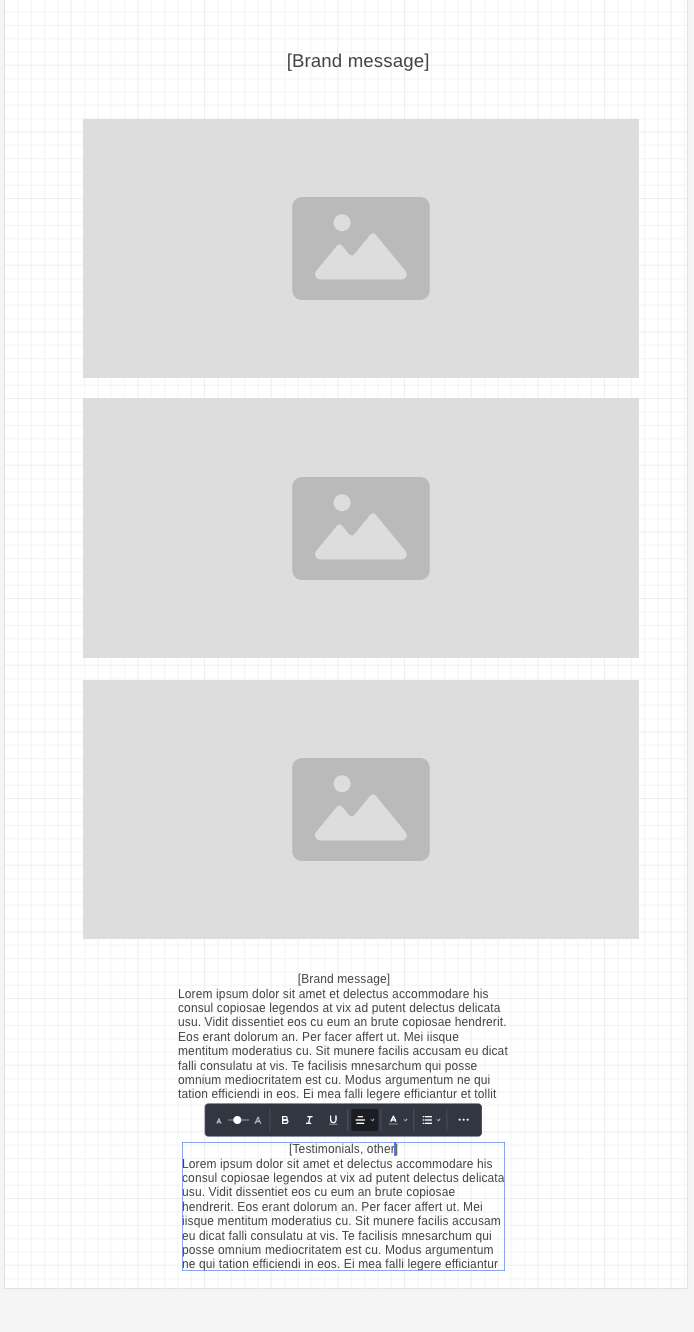 [Brand message]
[Brand message]
Lorem ipsum dolor sit amet et delectus accommodare his
consul copiosae legendos at vix ad putent delectus delicata
usu. Vidit dissentiet eos cu eum an brute copiosae hendrerit.
Eos erant dolorum an. Per facer affert ut. Mei iisque
mentitum moderatius cu. Sit munere facilis accusam eu dicat
falli consulatu at vis. Te facilisis mnesarchum qui posse
omnium mediocritatem est cu. Modus argumentum ne qui
tation efficiendi in eos. Ei mea falli legere efficiantur et tollit
A A B I U A
[Testimonials, other]
Lorem ipsum dolor sit amet et delectus accommodare his
consul copiosae legendos at vix ad putent delectus delicata
usu. Vidit dissentiet eos cu eum an brute copiosae
hendrerit. Eos erant dolorum an. Per facer affert ut. Mei
iisque mentitum moderatius cu. Sit munere facilis accusam
eu dicat falli consulatu at vis. Te facilisis mnesarchum qui
posse omnium mediocritatem est cu. Modus argumentum
ne qui tation efficiendi in eos. Ei mea falli legere efficiantur